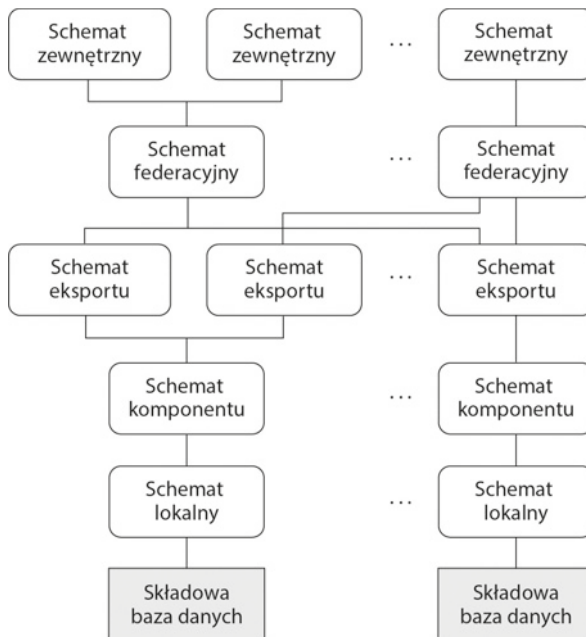 Schemat
zewnętrzny
Schemat
zewnętrzny
...
Schemat
zewnętrzny
Schemat
federacyjny
...
Schemat
federacyjny
Schemat
eksportu
Schemat
eksportu
...
Schemat
eksportu
Schemat
komponentu
...
Schemat
komponentu
Schemat
lokalny
...
Schemat
lokalny
Składowa
baza danych
Składowa
baza danych